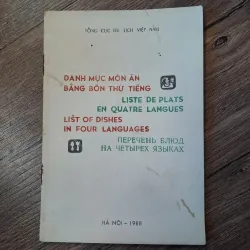 TỔNG CỤC DU LỊCH VIỆT NAM
DANH MỤC MÓN ĂN
BẰNG BỐN THỨ TIẾNG
LISTE DE PLATS
EN QUATRE LANGUES
LIST OF DISHES
IN FOUR LANGUAGES
ПЕРЕЧЕНЬ БЛЮД
НА ЧЕТЫРЕХ ЯЗЫКАХ
HÀ NỘI - 1988